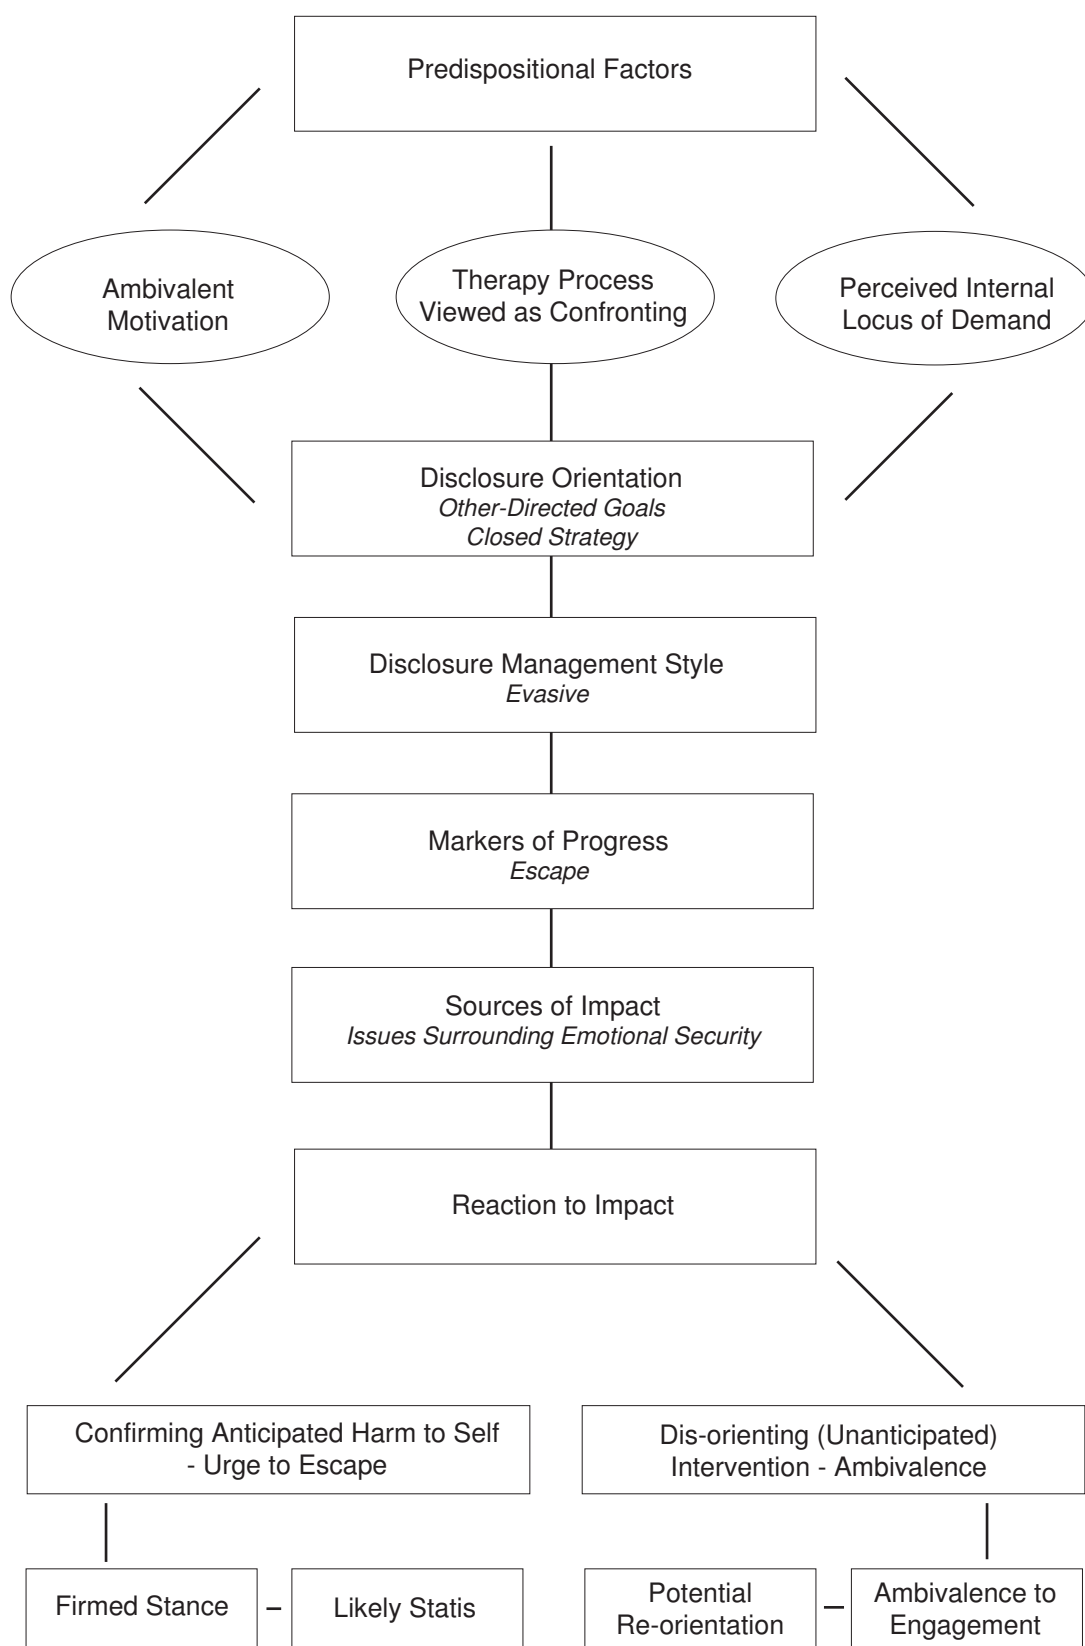 Predispositional Factors
Ambivalent
Motivation
Therapy Process
Viewed as Confronting
Perceived Internal
Locus of Demand
Disclosure Orientation
Other-Directed Goals
Closed Strategy
Disclosure Management Style
Evasive
Markers of Progress
Escape
Sources of Impact
Issues Surrounding Emotional Security
Reaction to Impact
Confirming Anticipated Harm to Self
- Urge to Escape
Dis-orienting (Unanticipated)
Intervention - Ambivalence
Firmed Stance
Likely Statis
Potential
Re-orientation
Ambivalence to
Engagement